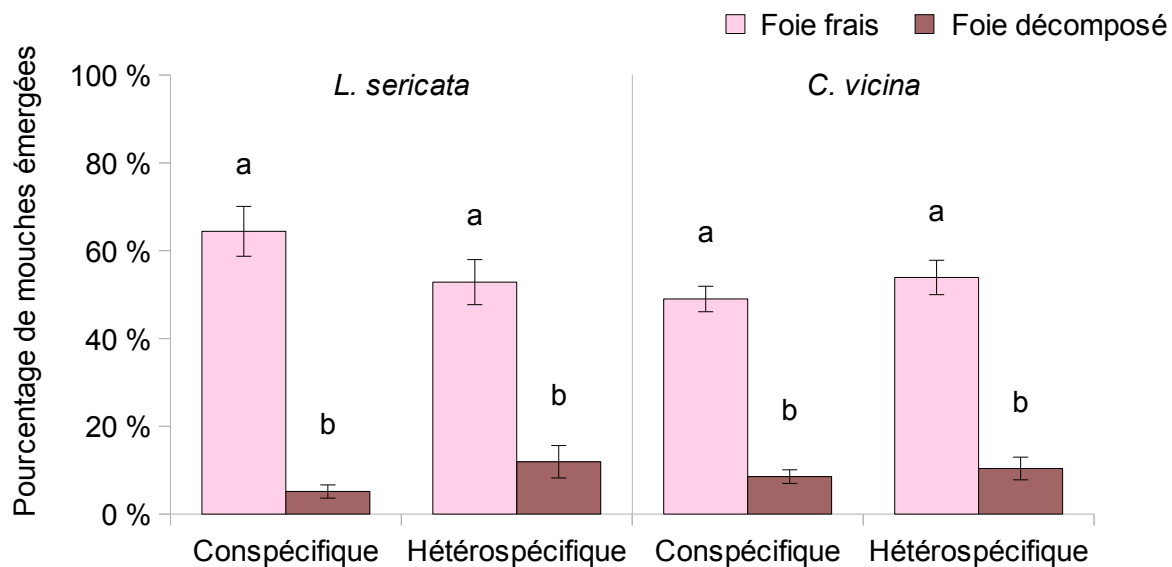 Foie frais
Foie décomposé
Pourcentage de mouches émergées
100 %
80 %
60 %
40 %
20 %
0 %
L. sericata
C. vicina
a
b
a
b
a
b
a
b
Conspécifique
Hétérospécifique
Conspécifique
Hétérospécifique